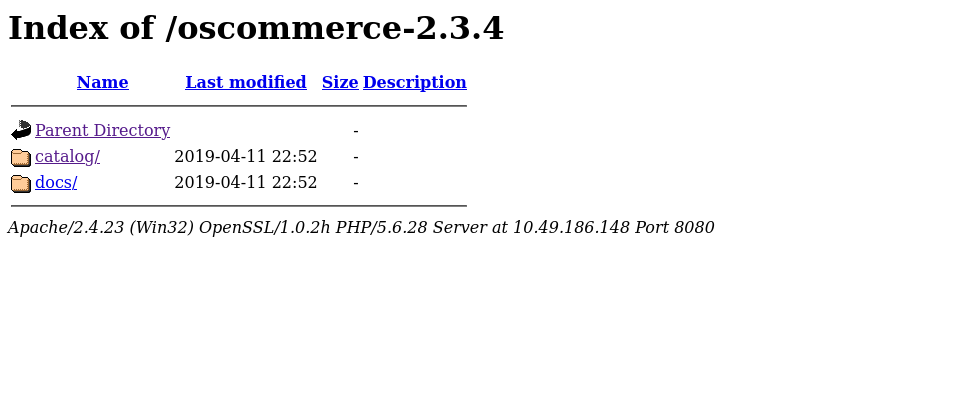 Index of /oscommerce-2.3.4
Name Last modified Size Description
Parent Directory -
catalog/ 2019-04-11 22:52 -
docs/ 2019-04-11 22:52 -
Apache/2.4.23 (Win32) OpenSSL/1.0.2h PHP/5.6.28 Server at 10.49.186.148 Port 8080